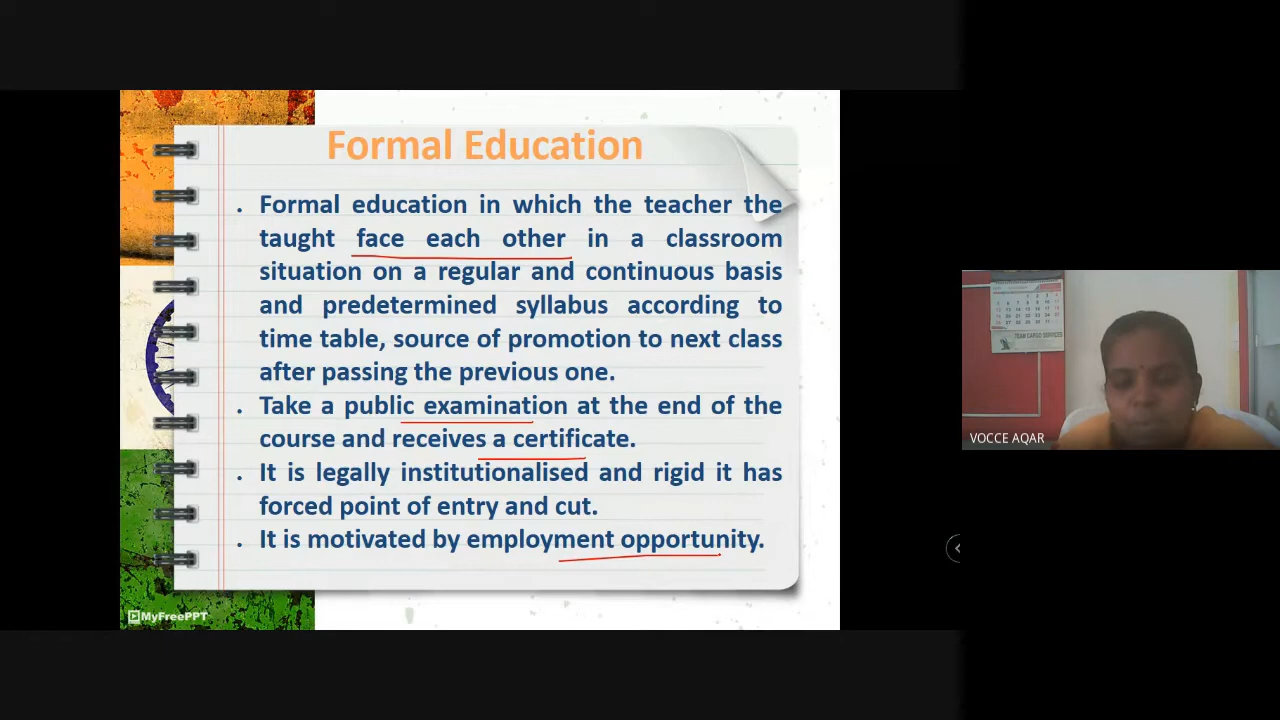 Formal Education
. Formal education in which the teacher the
taught face each other in a classroom
situation on a regular and continuous basis
and predetermined syllabus according to
time table, source of promotion to next class
after passing the previous one.
. Take a public examination at the end of the
course and receives a certificate.
. It is legally institutionalised and rigid it has
forced point of entry and cut.
. It is motivated by employment opportunity.
MyFreePPT
TEAM CARGO SERVICES
VOCCE AQAR